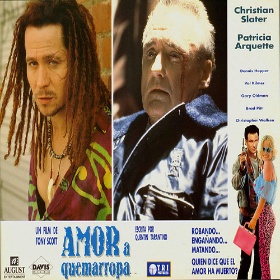 Christian
Slater
Patricia
Arquette
Dennis Hopper
Val Kilmer
Gary Oldman
Brad Pitt
Christopher Walken
UN FILM DE
TONY SCOTT
AMOR a
quemarropa
ESCRITA POR
QUENTIN TARANTINO
ROBANDO...
ENGAÑANDO...
MATANDO...
QUIEN DICE QUE EL
AMOR HA MUERTO?
AUGUST
DAVIS